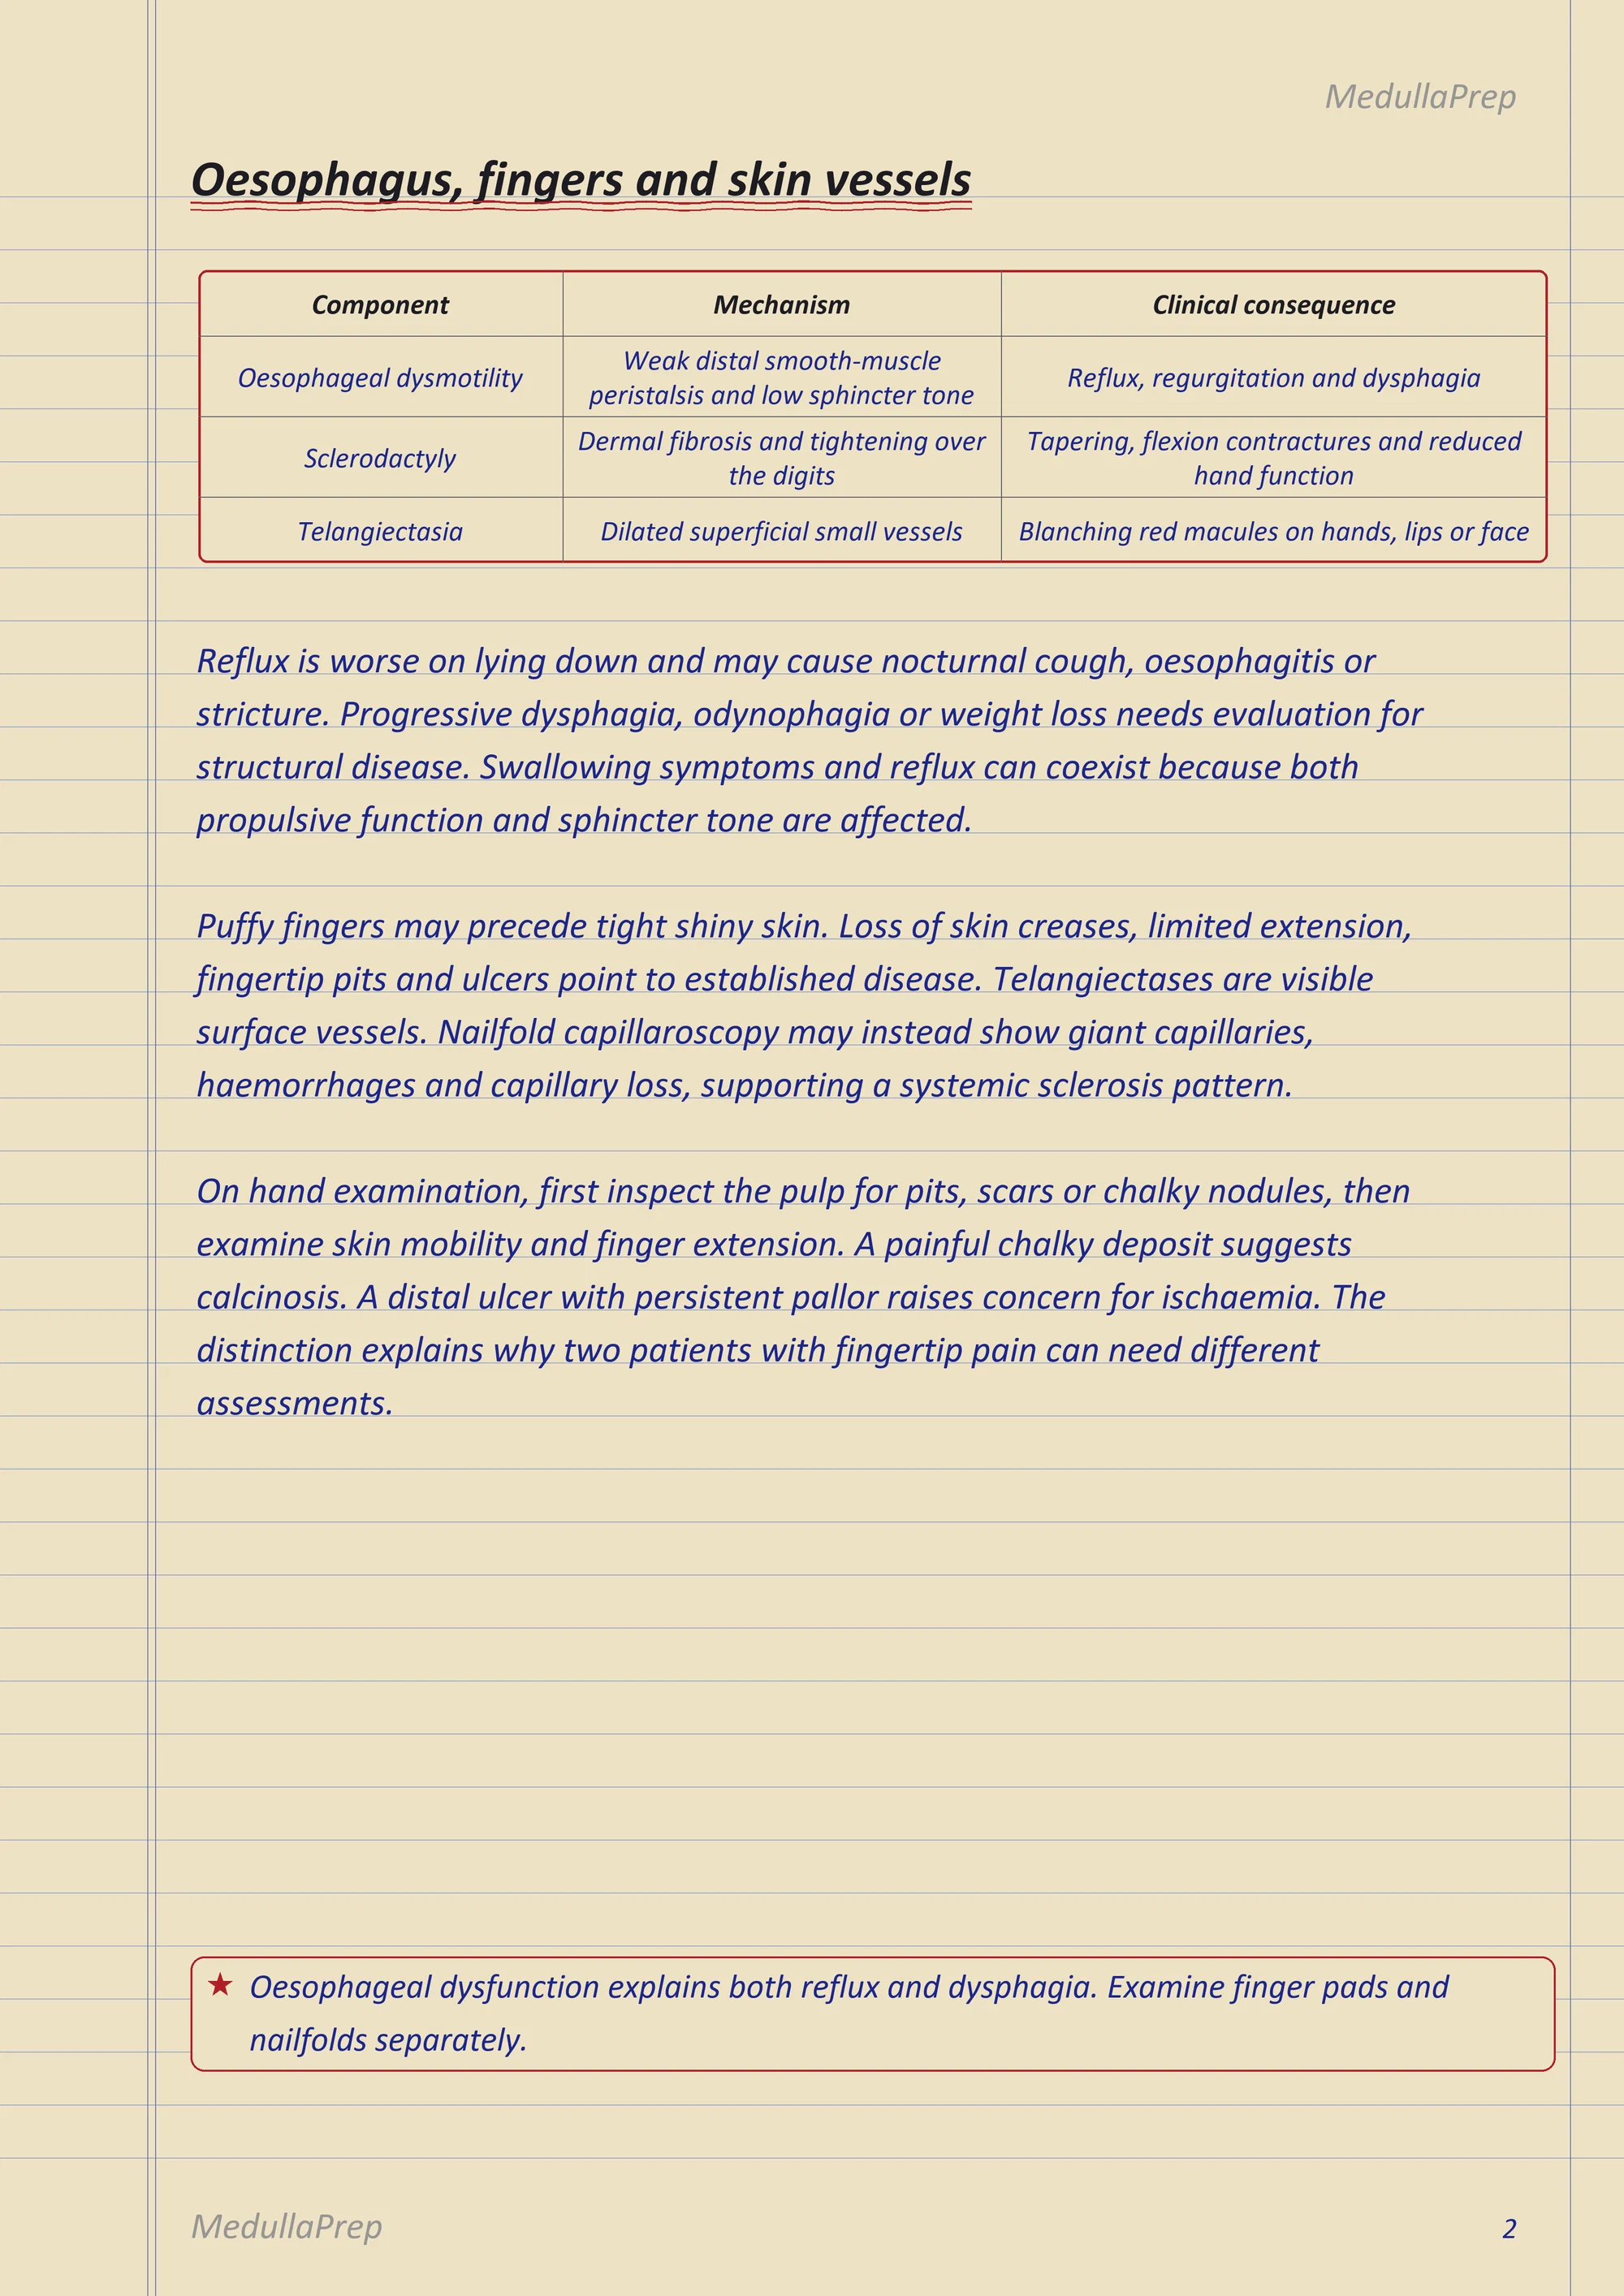 MedullaPrep
Oesophagus, fingers and skin vessels
Component Mechanism Clinical consequence
Oesophageal dysmotility Weak distal smooth-muscle peristalsis and low sphincter tone Reflux, regurgitation and dysphagia
Sclerodactyly Dermal fibrosis and tightening over the digits Tapering, flexion contractures and reduced hand function
Telangiectasia Dilated superficial small vessels Blanching red macules on hands, lips or face
Reflux is worse on lying down and may cause nocturnal cough, oesophagitis or
stricture. Progressive dysphagia, odynophagia or weight loss needs evaluation for
structural disease. Swallowing symptoms and reflux can coexist because both
propulsive function and sphincter tone are affected.
Puffy fingers may precede tight shiny skin. Loss of skin creases, limited extension,
fingertip pits and ulcers point to established disease. Telangiectases are visible
surface vessels. Nailfold capillaroscopy may instead show giant capillaries,
haemorrhages and capillary loss, supporting a systemic sclerosis pattern.
On hand examination, first inspect the pulp for pits, scars or chalky nodules, then
examine skin mobility and finger extension. A painful chalky deposit suggests
calcinosis. A distal ulcer with persistent pallor raises concern for ischaemia. The
distinction explains why two patients with fingertip pain can need different
assessments.
★ Oesophageal dysfunction explains both reflux and dysphagia. Examine finger pads and
nailfolds separately.
MedullaPrep 2